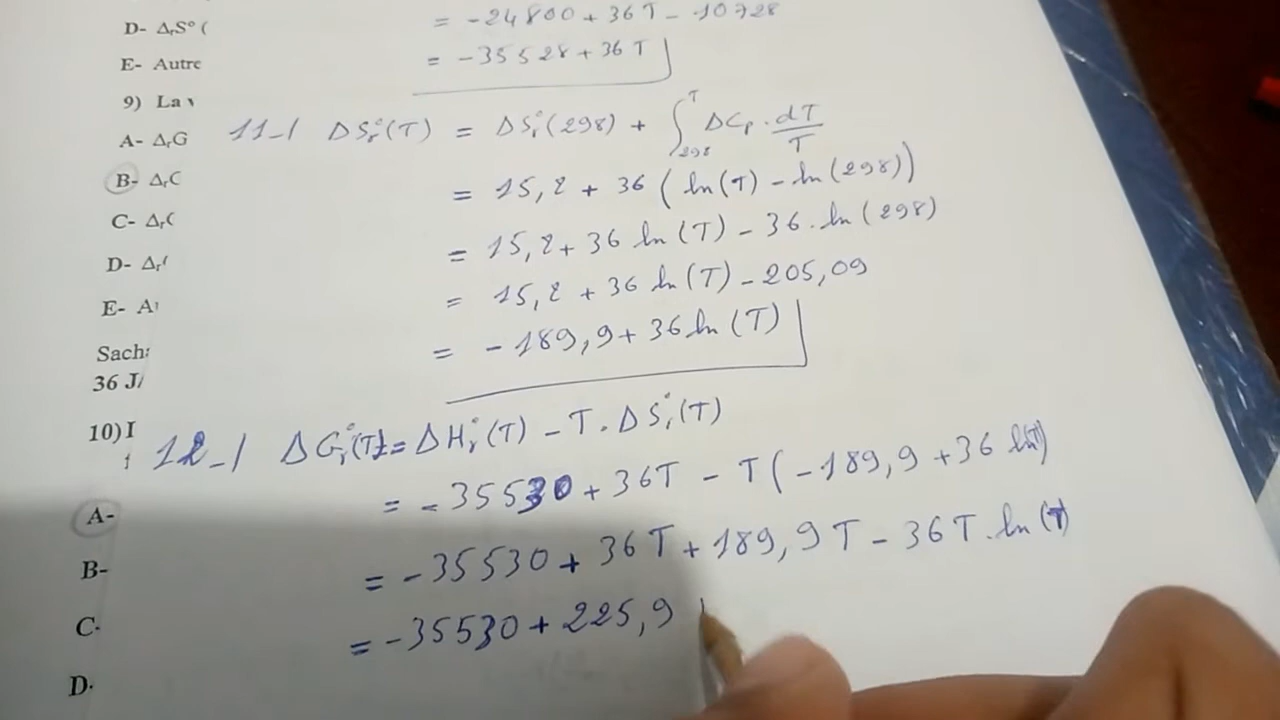 D- ΔrS° (
= -24800 + 36T - 10728
E- Autre
= -35528 + 36T
9) La v
11-/ ΔSr°(T) = ΔSr°(298) + ∫₂₉₈ᵀ ΔCp . dT/T
A- ΔrG
B- ΔrG
= 15,2 + 36 (ln(T) - ln(298))
C- ΔrG
= 15,2 + 36 ln(T) - 36. ln(298)
D- Δr
= 15,2 + 36 ln(T) - 205,09
E- A
= -189,9 + 36 ln(T)
Sach
36 J/
10)
12-/ ΔGr°(T) = ΔHr°(T) - T. ΔSr°(T)
= -35530 + 36T - T(-189,9 + 36 ln(T)
A-
= -35530 + 36T + 189,9T - 36T. ln(T)
B-
= -35530 + 225,9
C-
D-